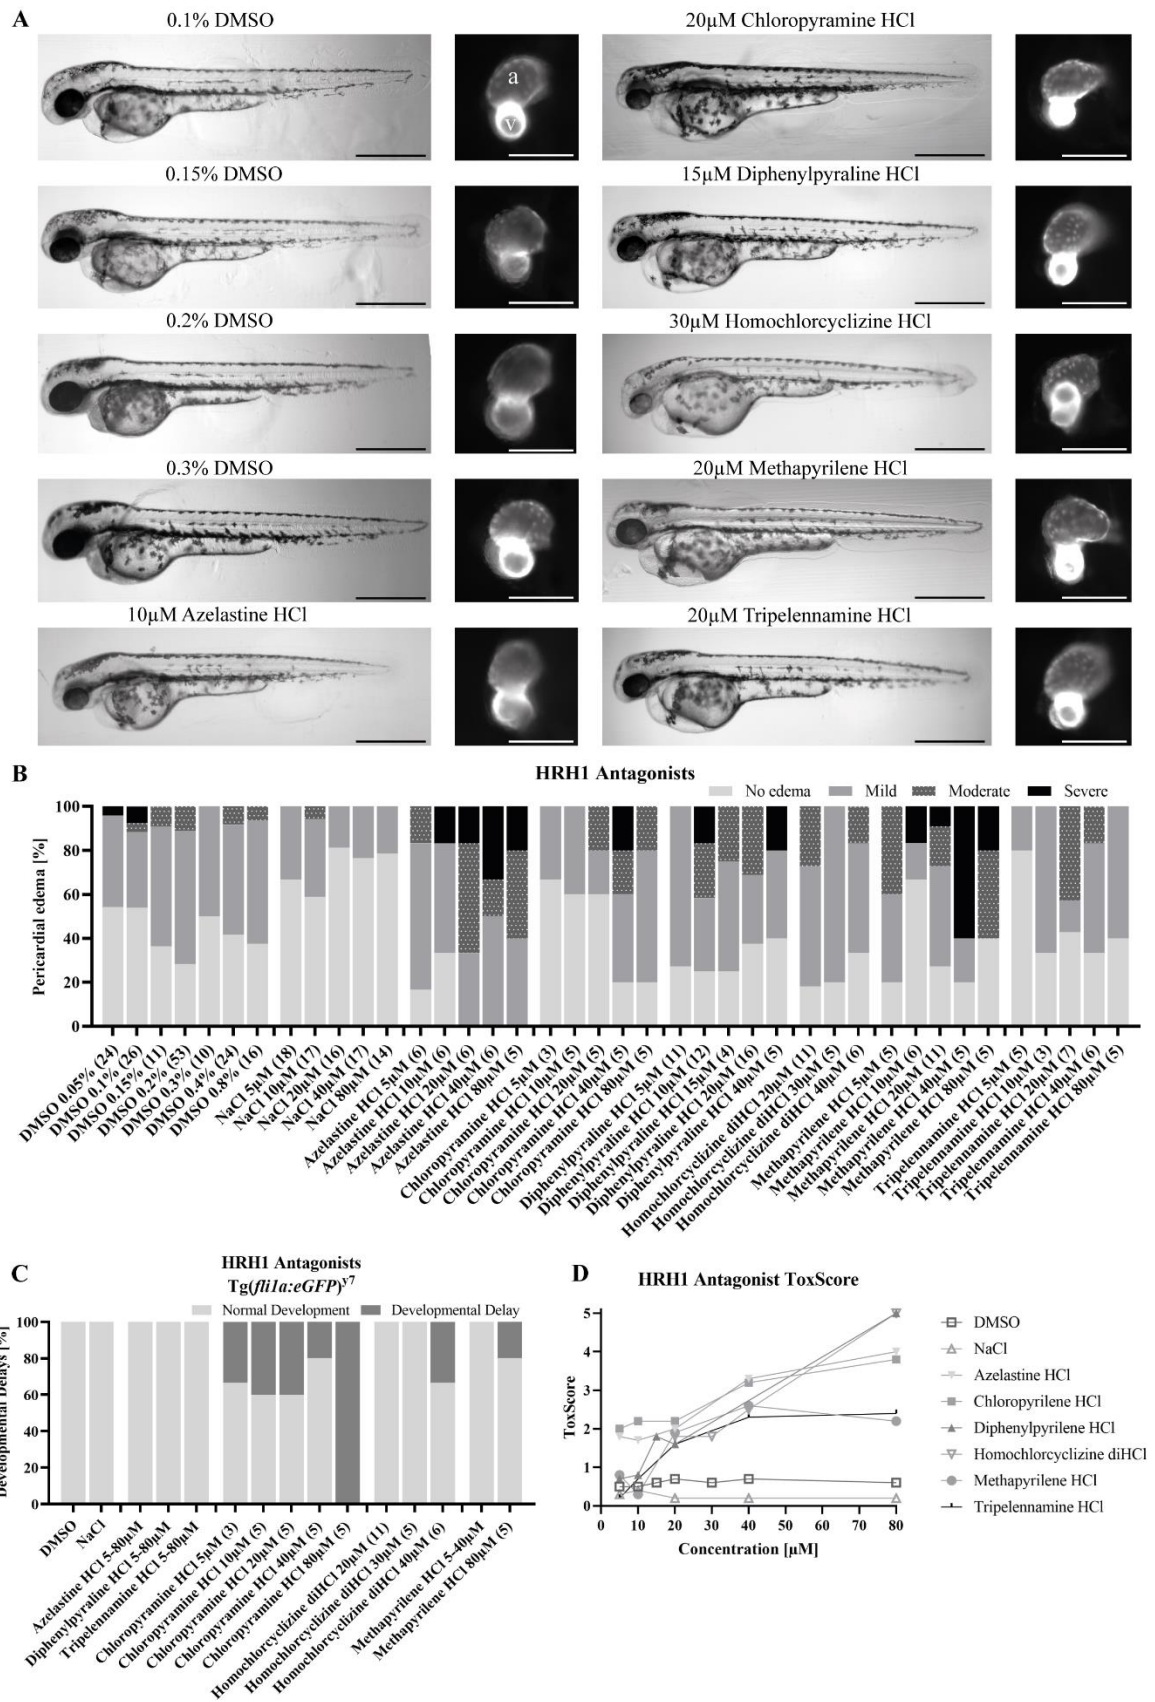 A
0.1% DMSO
20µM Chloropyramine HCl
a
v
0.15% DMSO
15µM Diphenylpyraline HCl
0.2% DMSO
30µM Homochlorcyclizine HCl
0.3% DMSO
20µM Methapyrilene HCl
10µM Azelastine HCl
20µM Tripelennamine HCl
B
HRH1 Antagonists
No edema
Mild
Moderate
Severe
Pericardial edema [%]
100
80
60
40
20
0
DMSO 0.05% (24)
DMSO 0.1% (26)
DMSO 0.15% (11)
DMSO 0.2% (53)
DMSO 0.3% (10)
DMSO 0.4% (24)
DMSO 0.8% (16)
NaCl 5µM (18)
NaCl 10µM (17)
NaCl 20µM (16)
NaCl 40µM (17)
NaCl 80µM (14)
Azelastine HCl 5µM (6)
Azelastine HCl 10µM (6)
Azelastine HCl 20µM (6)
Azelastine HCl 40µM (6)
Azelastine HCl 80µM (5)
Chloropyramine HCl 5µM (3)
Chloropyramine HCl 10µM (5)
Chloropyramine HCl 20µM (5)
Chloropyramine HCl 40µM (5)
Chloropyramine HCl 80µM (5)
Diphenylpyraline HCl 5µM (11)
Diphenylpyraline HCl 10µM (12)
Diphenylpyraline HCl 15µM (4)
Diphenylpyraline HCl 20µM (16)
Diphenylpyraline HCl 40µM (5)
Homochlorcyclizine diHCl 20µM (11)
Homochlorcyclizine diHCl 30µM (5)
Homochlorcyclizine diHCl 40µM (6)
Methapyrilene HCl 5µM (5)
Methapyrilene HCl 10µM (6)
Methapyrilene HCl 20µM (11)
Methapyrilene HCl 40µM (5)
Methapyrilene HCl 80µM (5)
Tripelennamine HCl 5µM (5)
Tripelennamine HCl 10µM (3)
Tripelennamine HCl 20µM (7)
Tripelennamine HCl 40µM (6)
Tripelennamine HCl 80µM (5)
C
HRH1 Antagonists
Tg(fli1a:eGFP)y7
Normal Development
Developmental Delay
Developmental Delays [%]
100
80
60
40
20
0
DMSO
NaCl
Azelastine HCl 5-80µM
Diphenylpyraline HCl 5-80µM
Tripelennamine HCl 5-80µM
Chloropyramine HCl 5µM (3)
Chloropyramine HCl 10µM (5)
Chloropyramine HCl 20µM (5)
Chloropyramine HCl 40µM (5)
Chloropyramine HCl 80µM (5)
Homohlorcyclizine diHCl 20µM (11)
Homohlorcyclizine diHCl 30µM (5)
Homohlorcyclizine diHCl 40µM (6)
Methapyrilene HCl 5-40µM
Methapyrilene HCl 80µM (5)
D
HRH1 Antagonist ToxScore
ToxScore
5
4
3
2
1
0
0 10 20 30 40 50 60 70 80
Concentration [µM]
DMSO
NaCl
Azelastine HCl
Chloropyrilene HCl
Diphenylpyrilene HCl
Homochlorcyclizine diHCl
Methapyrilene HCl
Tripelennamine HCl